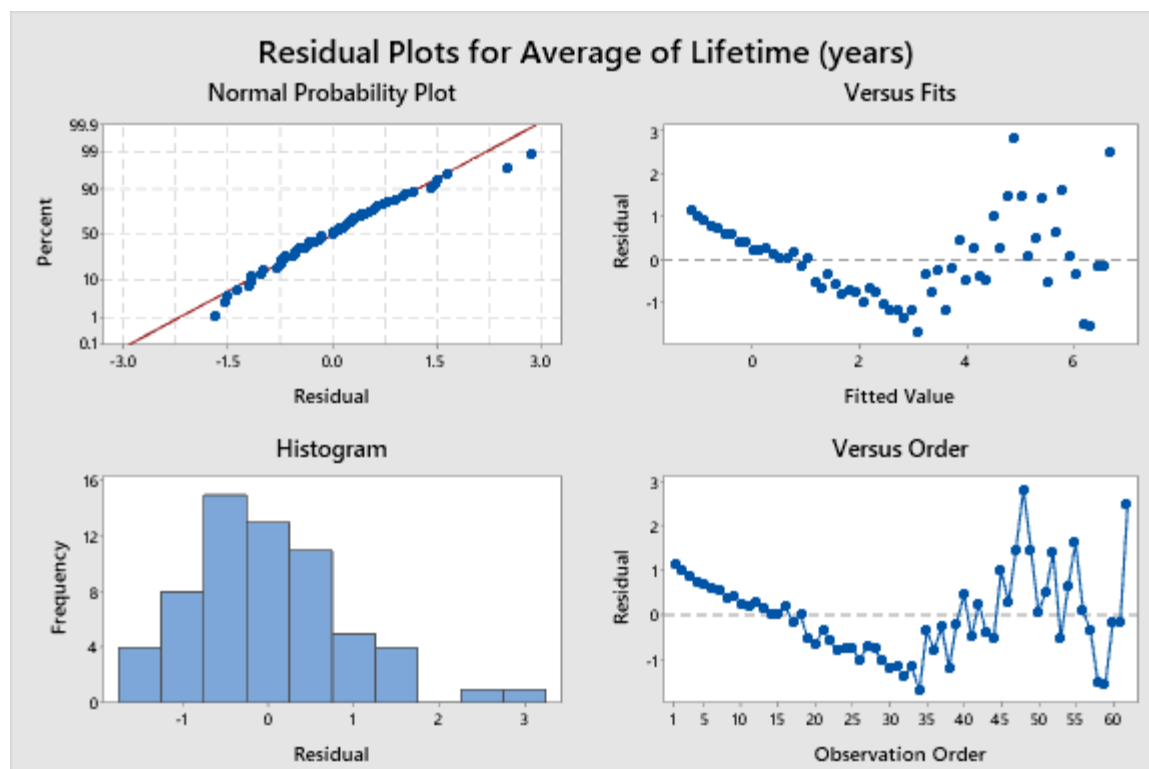 Residual Plots for Average of Lifetime (years)
Normal Probability Plot
99.9
99
90
50
10
1
0.1
Percent
-3.0 -1.5 0.0 1.5 3.0
Residual
Versus Fits
3
2
1
0
-1
Residual
0 2 4 6
Fitted Value
Histogram
16
12
8
4
0
Frequency
-1 0 1 2 3
Residual
Versus Order
3
2
1
0
-1
Residual
1 5 10 15 20 25 30 35 40 45 50 55 60
Observation Order